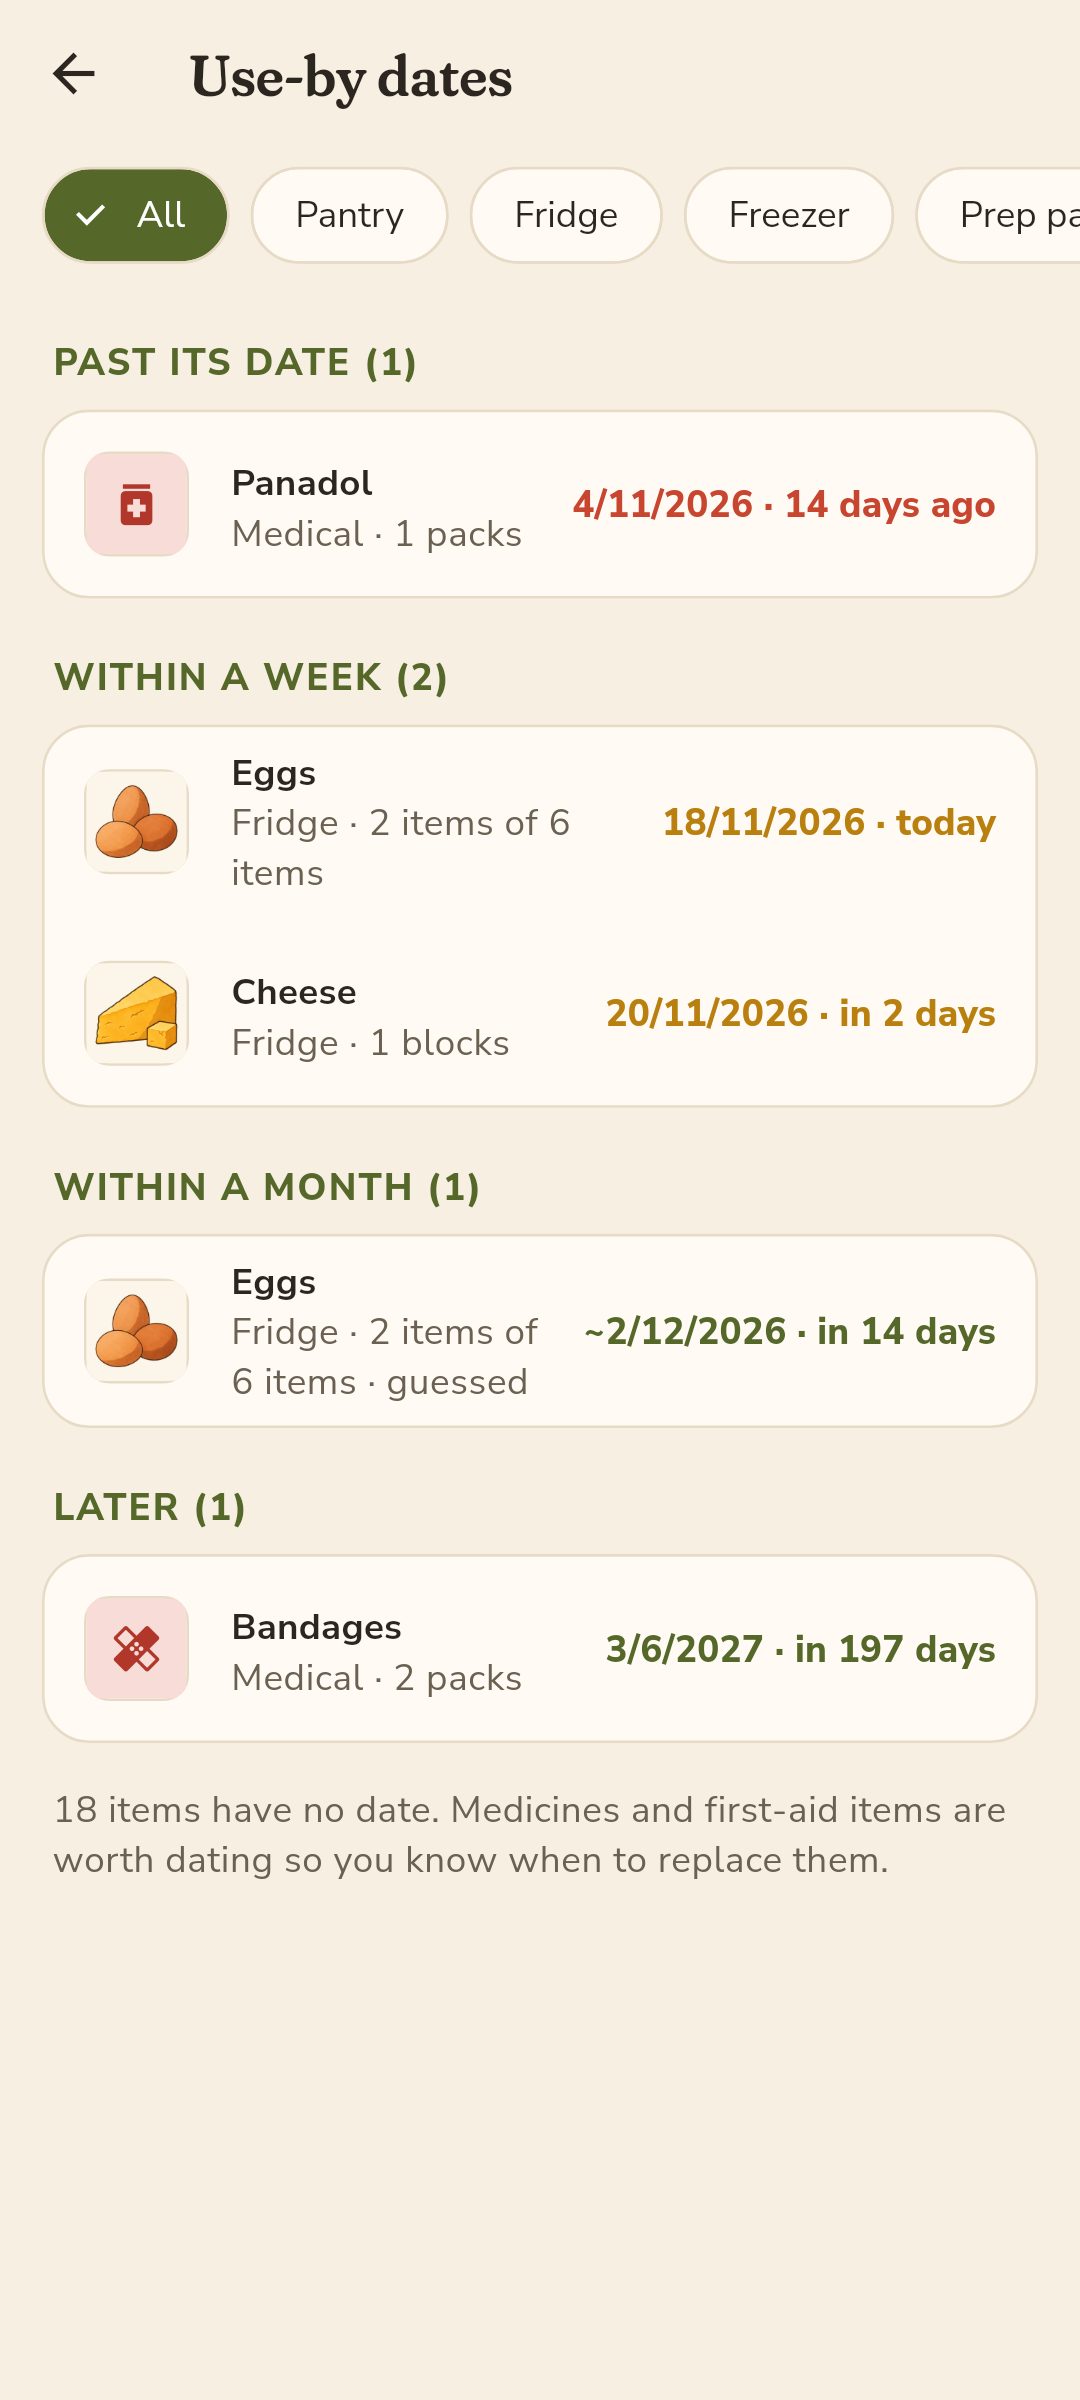 Use-by dates
All
Pantry
Fridge
Freezer
Prep pa
PAST ITS DATE (1)
Panadol
Medical · 1 packs
4/11/2026 · 14 days ago
WITHIN A WEEK (2)
Eggs
Fridge · 2 items of 6
items
18/11/2026 · today
Cheese
Fridge · 1 blocks
20/11/2026 · in 2 days
WITHIN A MONTH (1)
Eggs
Fridge · 2 items of
6 items · guessed
~2/12/2026 · in 14 days
LATER (1)
Bandages
Medical · 2 packs
3/6/2027 · in 197 days
18 items have no date. Medicines and first-aid items are
worth dating so you know when to replace them.